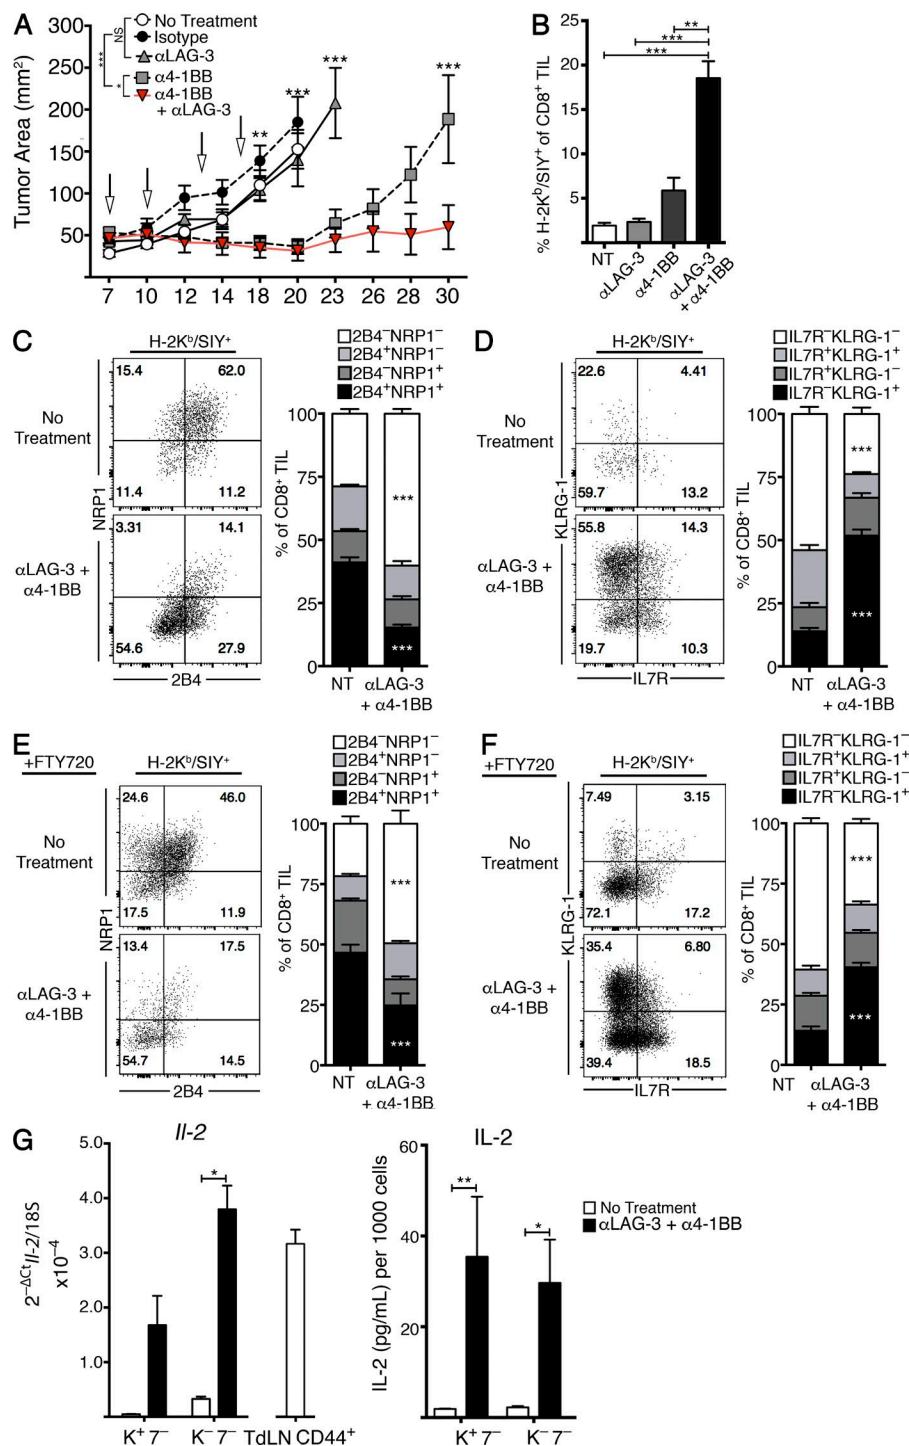 A
Tumor Area (mm²)
300
250
200
150
100
50
7 10 12 14 18 20 23 26 28 30
No Treatment
Isotype
αLAG-3
α4-1BB
α4-1BB
+ αLAG-3
NS
***
*
** *** *** ***
B
% H-2Kᵇ/SIY⁺ of CD8⁺ TIL
25
20
15
10
5
**
***
***
NT
αLAG-3
α4-1BB
αLAG-3
+ α4-1BB
C
H-2Kᵇ/SIY⁺
No
Treatment
15.4 62.0
11.4 11.2
αLAG-3 +
α4-1BB
3.31 14.1
54.6 27.9
NRP1
2B4
2B4⁻NRP1⁻
2B4⁺NRP1⁻
2B4⁻NRP1⁺
2B4⁺NRP1⁺
% of CD8⁺ TIL
100
75
50
25
0
***
***
NT αLAG-3
+ α4-1BB
D
H-2Kᵇ/SIY⁺
No
Treatment
22.6 4.41
59.7 13.2
αLAG-3 +
α4-1BB
55.8 14.3
19.7 10.3
KLRG-1
IL7R
IL7R⁻KLRG-1⁻
IL7R⁺KLRG-1⁺
IL7R⁺KLRG-1⁻
IL7R⁻KLRG-1⁺
% of CD8⁺ TIL
100
75
50
25
0
***
***
NT αLAG-3
+ α4-1BB
E
+FTY720
H-2Kᵇ/SIY⁺
No
Treatment
24.6 46.0
17.5 11.9
αLAG-3 +
α4-1BB
13.4 17.5
54.7 14.5
NRP1
2B4
2B4⁻NRP1⁻
2B4⁺NRP1⁻
2B4⁻NRP1⁺
2B4⁺NRP1⁺
% of CD8⁺ TIL
100
75
50
25
0
***
***
NT αLAG-3
+ α4-1BB
F
+FTY720
H-2Kᵇ/SIY⁺
No
Treatment
7.49 3.15
72.1 17.2
αLAG-3 +
α4-1BB
35.4 6.80
39.4 18.5
KLRG-1
IL7R
IL7R⁻KLRG-1⁻
IL7R⁺KLRG-1⁺
IL7R⁺KLRG-1⁻
IL7R⁻KLRG-1⁺
% of CD8⁺ TIL
100
75
50
25
0
***
***
NT αLAG-3
+ α4-1BB
G
Il-2
2⁻ΔCt Il-2/18S
x10⁻⁴
5.0
4.0
3.0
2.0
1.0
*
K⁺ 7⁻ K⁻ 7⁻ TdLN CD44⁺
IL-2
IL-2 (pg/mL) per 1000 cells
60
40
20
**
*
K⁺ 7⁻ K⁻ 7⁻
No Treatment
αLAG-3 + α4-1BB